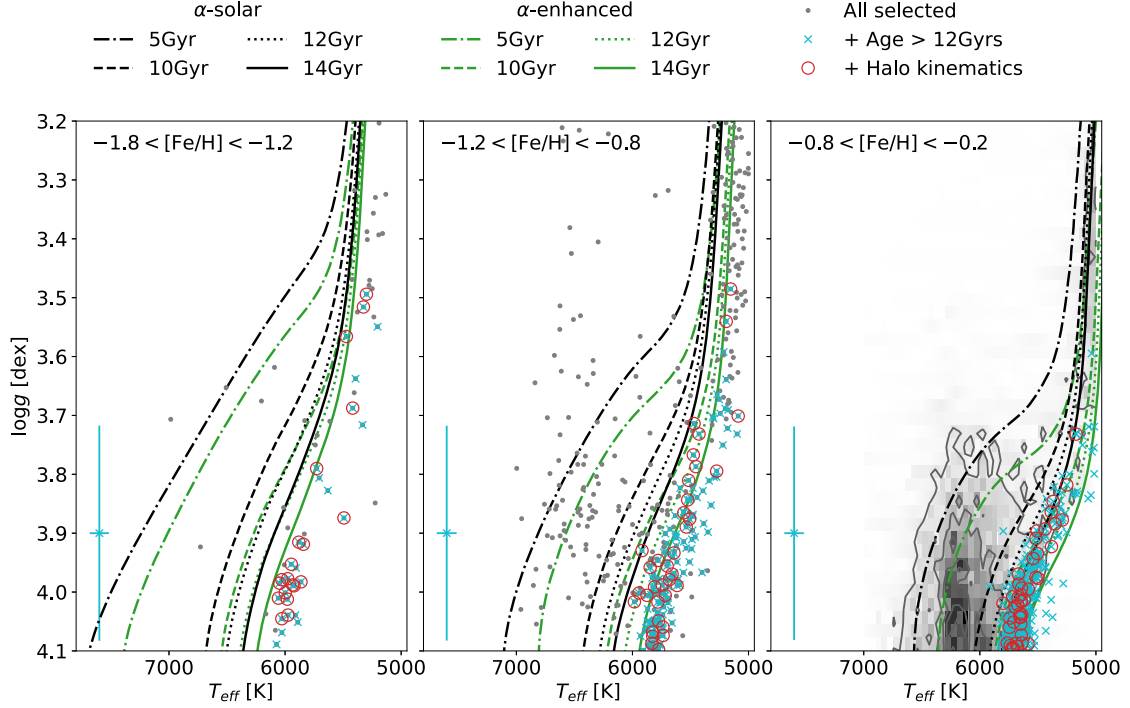 α-solar α-enhanced All selected
5Gyr 12Gyr 5Gyr 12Gyr + Age > 12Gyrs
10Gyr 14Gyr 10Gyr 14Gyr + Halo kinematics
−1.8 < [Fe/H] < −1.2 −1.2 < [Fe/H] < −0.8 −0.8 < [Fe/H] < −0.2
3.2
3.3
3.4
3.5
3.6
3.7
3.8
3.9
4.0
4.1
logg [dex]
7000 6000 5000 7000 6000 5000 7000 6000 5000
T_eff [K] T_eff [K] T_eff [K]